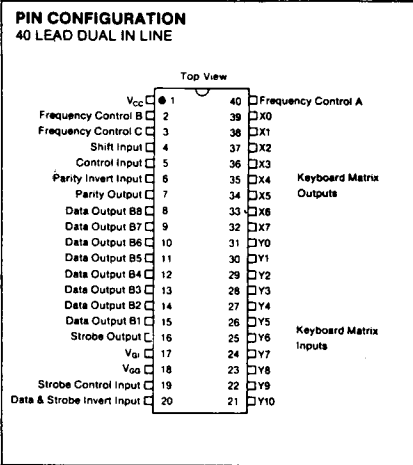 PIN CONFIGURATION
40 LEAD DUAL IN LINE
Top View
Vcc 1 40 Frequency Control A
Frequency Control B 2 39 X0
Frequency Control C 3 38 X1
Shift Input 4 37 X2
Control Input 5 36 X3
Parity Invert Input 6 35 X4 Keyboard Matrix
Parity Output 7 34 X5 Outputs
Data Output B8 8 33 X6
Data Output B7 9 32 X7
Data Output B6 10 31 Y0
Data Output B5 11 30 Y1
Data Output B4 12 29 Y2
Data Output B3 13 28 Y3
Data Output B2 14 27 Y4
Data Output B1 15 26 Y5 Keyboard Matrix
Strobe Output 16 25 Y6 Inputs
VGI 17 24 Y7
VGG 18 23 Y8
Strobe Control Input 19 22 Y9
Data & Strobe Invert Input 20 21 Y10